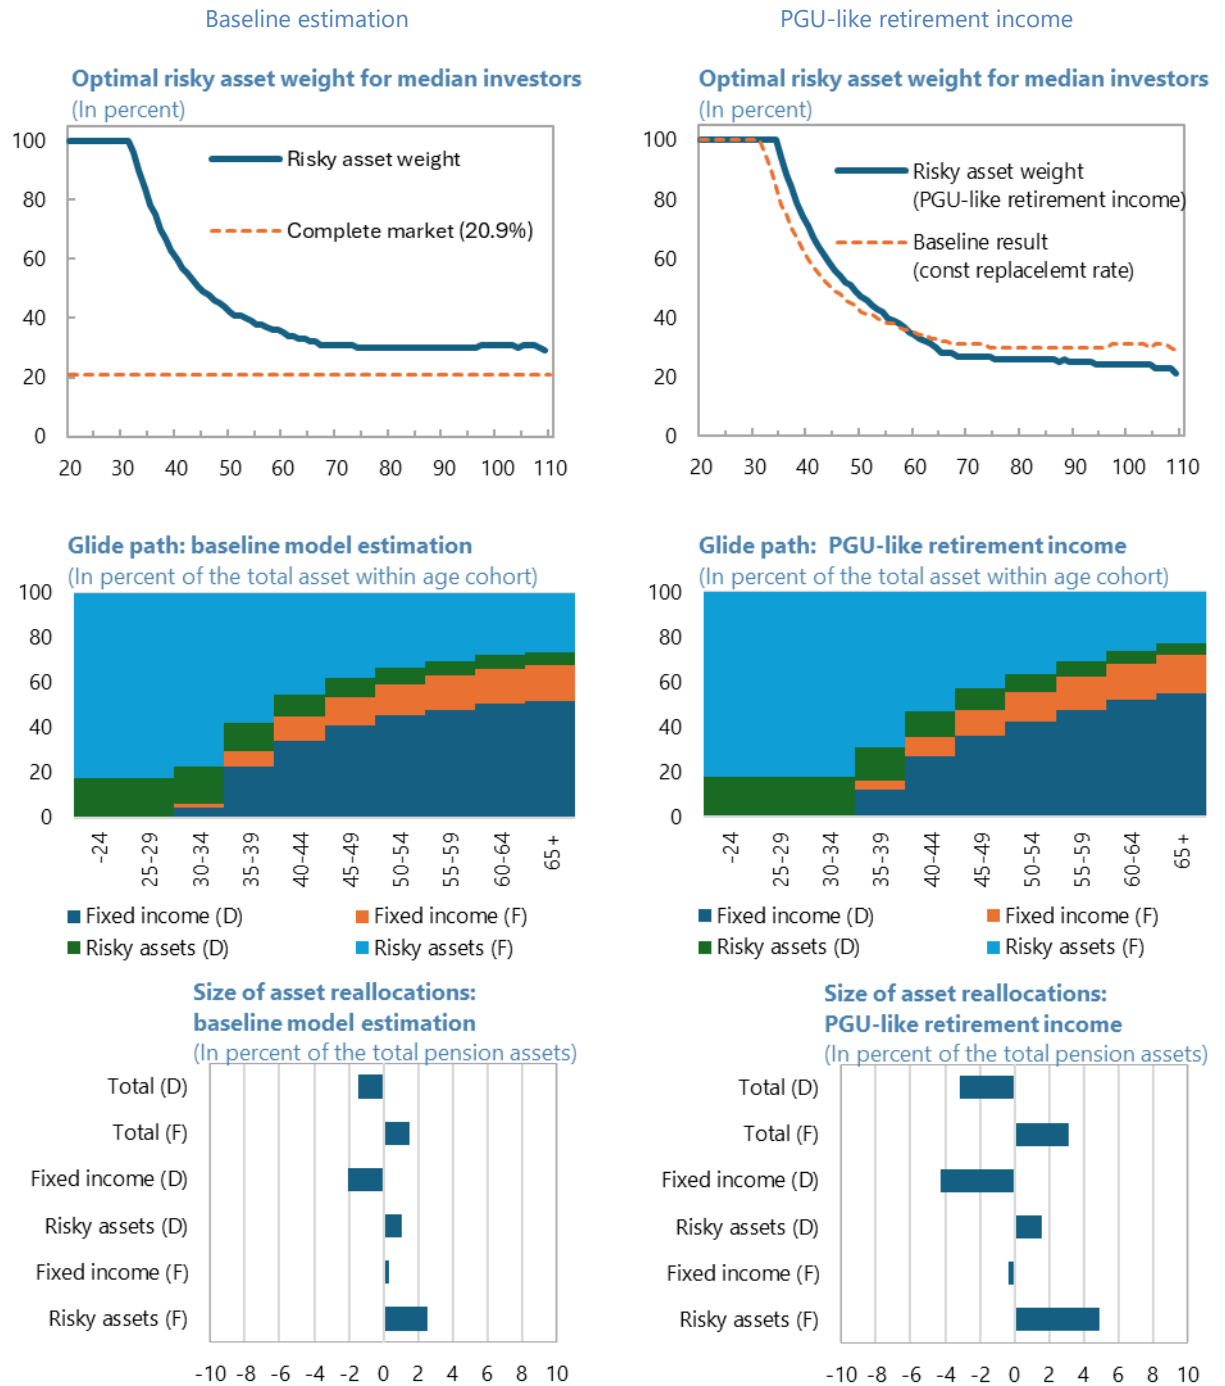 Baseline estimation
PGU-like retirement income
Optimal risky asset weight for median investors
(In percent)
100
80
60
40
20
0
Risky asset weight
Complete market (20.9%)
20 30 40 50 60 70 80 90 100 110
Optimal risky asset weight for median investors
(In percent)
100
80
60
40
20
0
Risky asset weight
(PGU-like retirement income)
Baseline result
(const replacelemt rate)
20 30 40 50 60 70 80 90 100 110
Glide path: baseline model estimation
(In percent of the total asset within age cohort)
100
80
60
40
20
0
-24
25-29
30-34
35-39
40-44
45-49
50-54
55-59
60-64
65+
Fixed income (D)
Fixed income (F)
Risky assets (D)
Risky assets (F)
Glide path: PGU-like retirement income
(In percent of the total asset within age cohort)
100
80
60
40
20
0
-24
25-29
30-34
35-39
40-44
45-49
50-54
55-59
60-64
65+
Fixed income (D)
Fixed income (F)
Risky assets (D)
Risky assets (F)
Size of asset reallocations:
baseline model estimation
(In percent of the total pension assets)
Total (D)
Total (F)
Fixed income (D)
Risky assets (D)
Fixed income (F)
Risky assets (F)
-10 -8 -6 -4 -2 0 2 4 6 8 10
Size of asset reallocations:
PGU-like retirement income
(In percent of the total pension assets)
Total (D)
Total (F)
Fixed income (D)
Risky assets (D)
Fixed income (F)
Risky assets (F)
-10 -8 -6 -4 -2 0 2 4 6 8 10